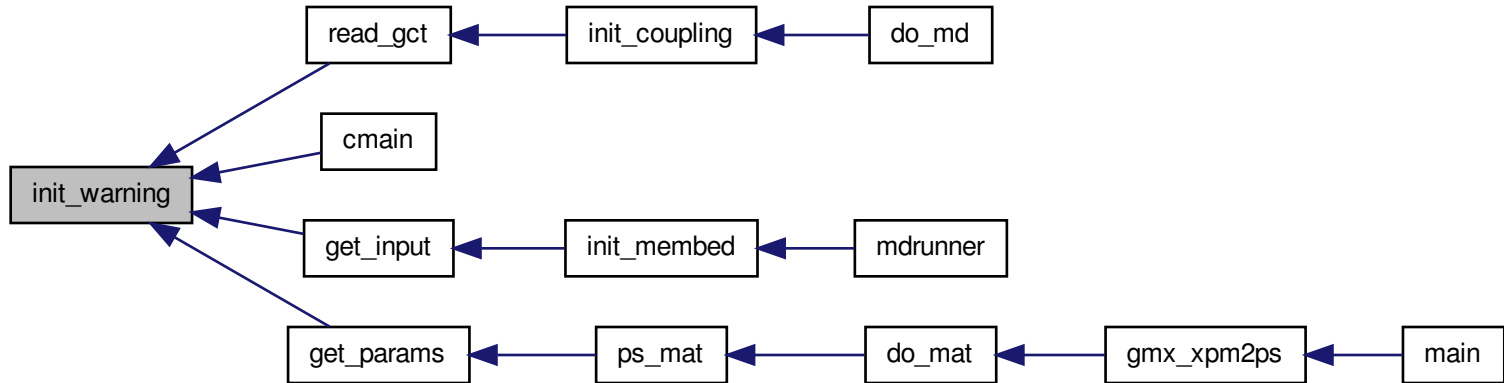 read_gct
init_coupling
do_md
cmain
init_warning
get_input
init_membed
mdrunner
get_params
ps_mat
do_mat
gmx_xpm2ps
main